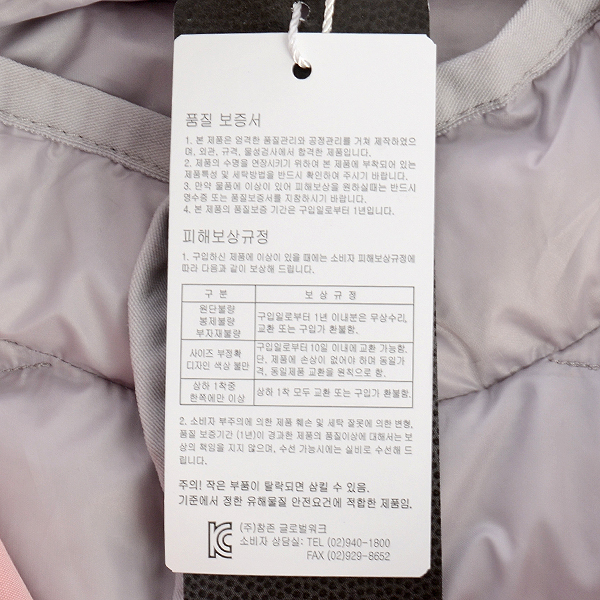 품질 보증서
1. 본 제품은 엄격한 품질관리와 공정관리를 거쳐 제작하였으
며, 외관, 규격, 물성검사에서 합격한 제품입니다.
2. 제품의 수명을 연장시키기 위하여 본 제품에 부착되어 있는
제품특성 및 세탁방법을 반드시 확인하여 주시기 바랍니다.
3. 만약 물품에 이상이 있어 피해보상을 원하실때는 반드시
영수증 또는 품질보증서를 지참하시기 바랍니다.
4. 본 제품의 품질보증 기간은 구입일로부터 1년입니다.
피해보상규정
1. 구입하신 제품에 이상이 있을 때에는 소비자 피해보상규정에
따라 다음과 같이 보상해 드립니다.
구 분 보 상 규 정
원단불량
봉제불량
부자재불량
구입일로부터 1년 이내분은 무상수리,
교환 또는 구입가 환불함.
사이즈 부정확
디자인 색상 불만
구입일로부터 10일 이내에 교환 가능함.
단, 제품에 손상이 없어야 하며 동일가
격, 동일제품 교환을 원칙으로 함.
상하 1착중
한쪽에만 이상
상하 1착 모두 교환 또는 구입가 환불함.
2. 소비자 부주의에 의한 제품 훼손 및 세탁 잘못에 의한 변형,
품질 보증기간 (1년)이 경과한 제품의 품질이상에 대해서는 보
상의 책임을 지지 않으며, 수선 가능시에는 실비로 수선해 드
립니다.
주의! 작은 부품이 탈락되면 삼킬 수 있음.
기준에서 정한 유해물질 안전요건에 적합한 제품임.
(주)창존 글로벌워크
소비자 상담실: TEL (02)940-1800
FAX (02)929-8652